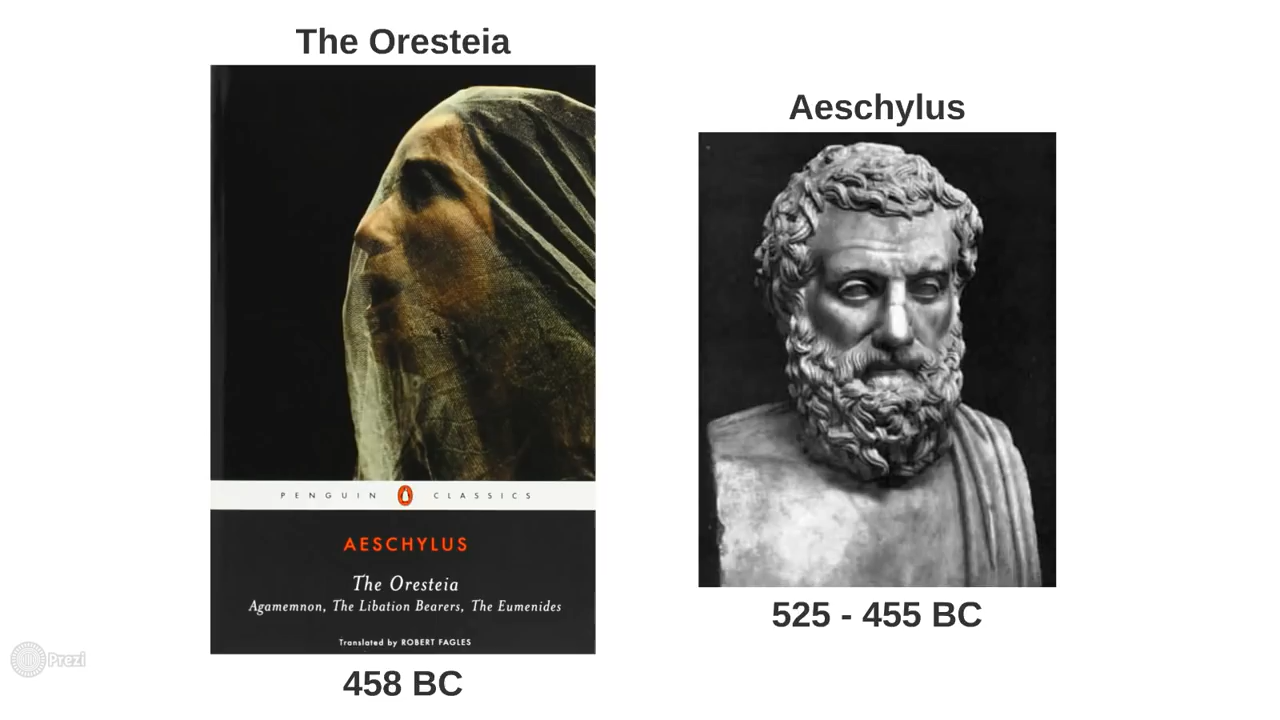 The Oresteia
PENGUIN CLASSICS
AESCHYLUS
The Oresteia
Agamemnon, The Libation Bearers, The Eumenides
Translated by ROBERT FAGLES
458 BC
Aeschylus
525 - 455 BC
Prezi